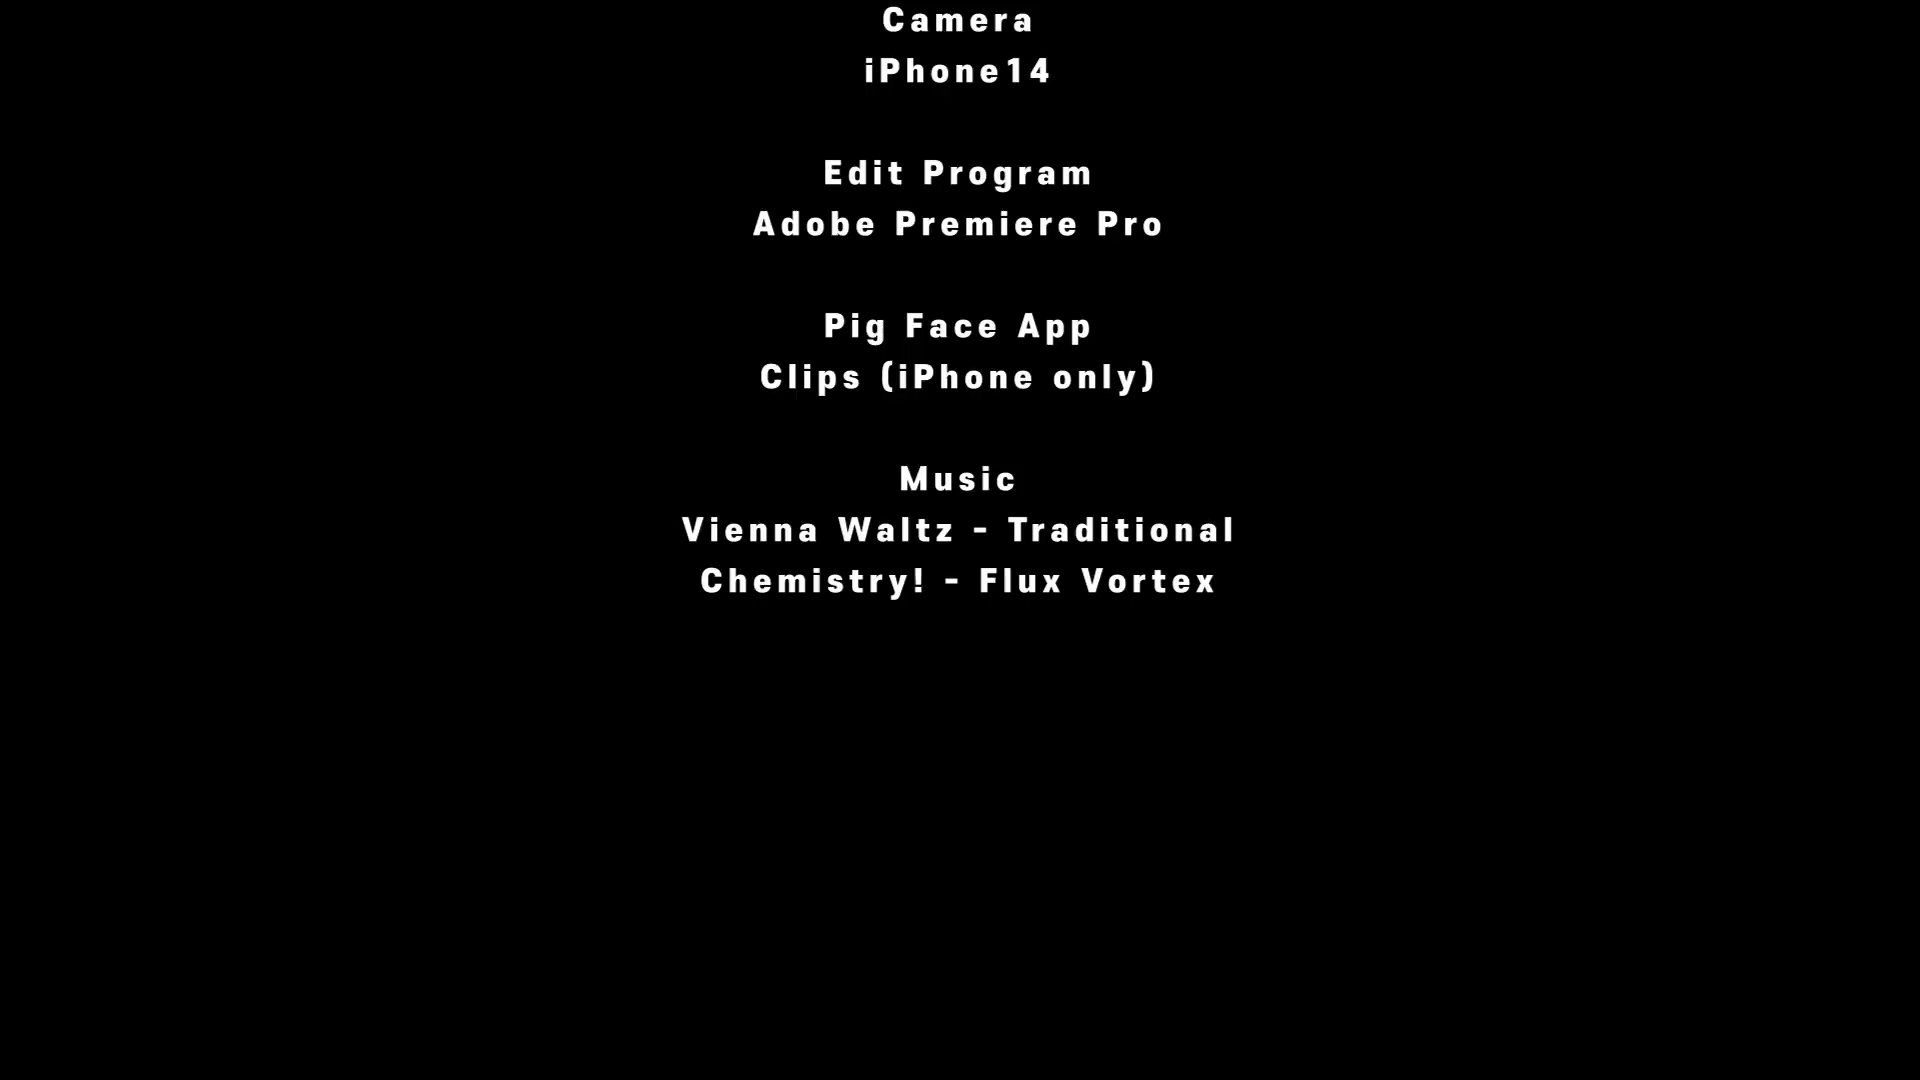 Camera
iPhone14
Edit Program
Adobe Premiere Pro
Pig Face App
Clips (iPhone only)
Music
Vienna Waltz - Traditional
Chemistry! - Flux Vortex